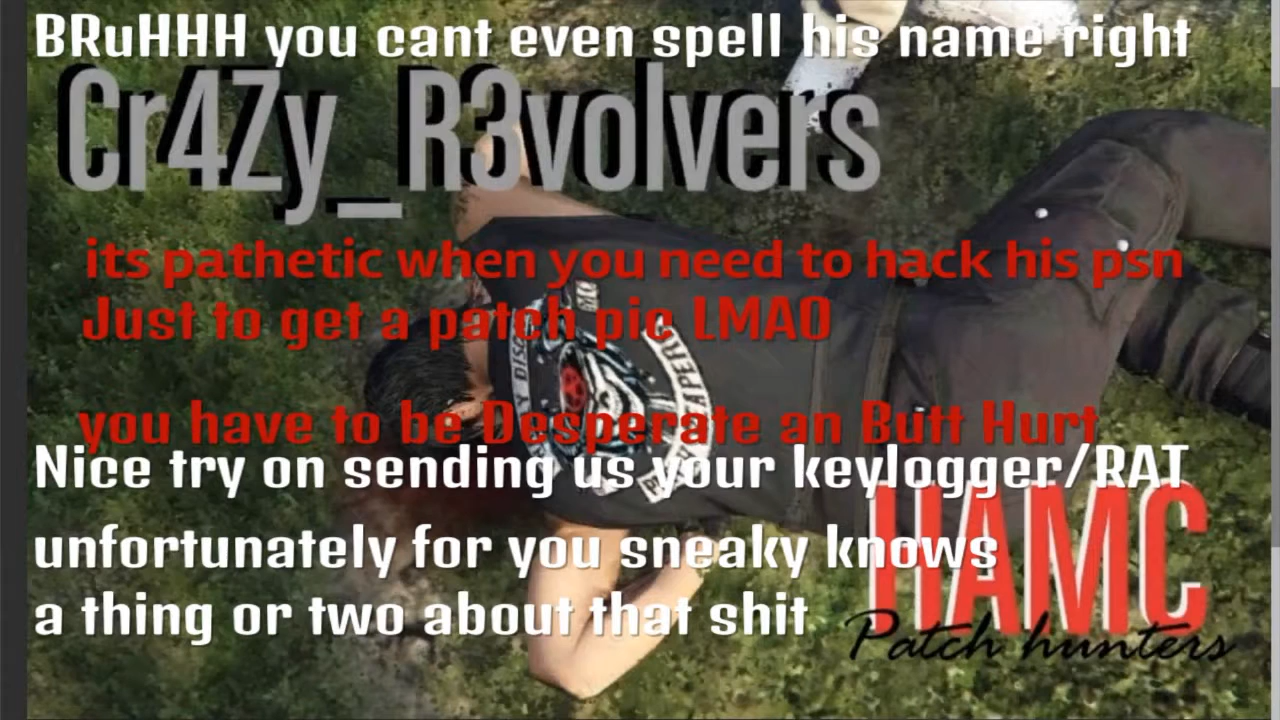 BRuHHH you cant even spell his name right
Cr4Zy_R3volvers
its pathetic when you need to hack his psn
Just to get a patch pic LMAO
you have to be Desperate an Butt Hurt
Nice try on sending us your keylogger/RAT
unfortunately for you sneaky knows
a thing or two about that shit
HAMC
Patch hunters
MC